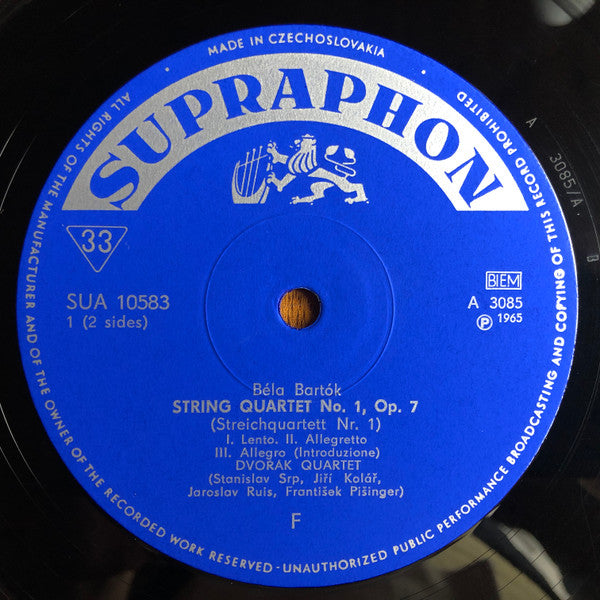 • MADE IN CZECHOSLOVAKIA •
ALL RIGHTS OF THE MANUFACTURER AND OF THE OWNER OF THE RECORDED WORK RESERVED - UNAUTHORIZED PUBLIC PERFORMANCE BROADCASTING AND COPYING OF THIS RECORD PROHIBITED
SUPRAPHON
33
SUA 10583
1 (2 sides)
BIEM
A 3085
Ⓟ 1965
Béla Bartók
STRING QUARTET No. 1, Op. 7
(Streichquartett Nr. 1)
I. Lento. II. Allegretto
III. Allegro (Introduzione)
DVOŘÁK QUARTET
(Stanislav Srp, Jiří Kolář,
Jaroslav Ruis, František Pišinger)
F
A 3085/A